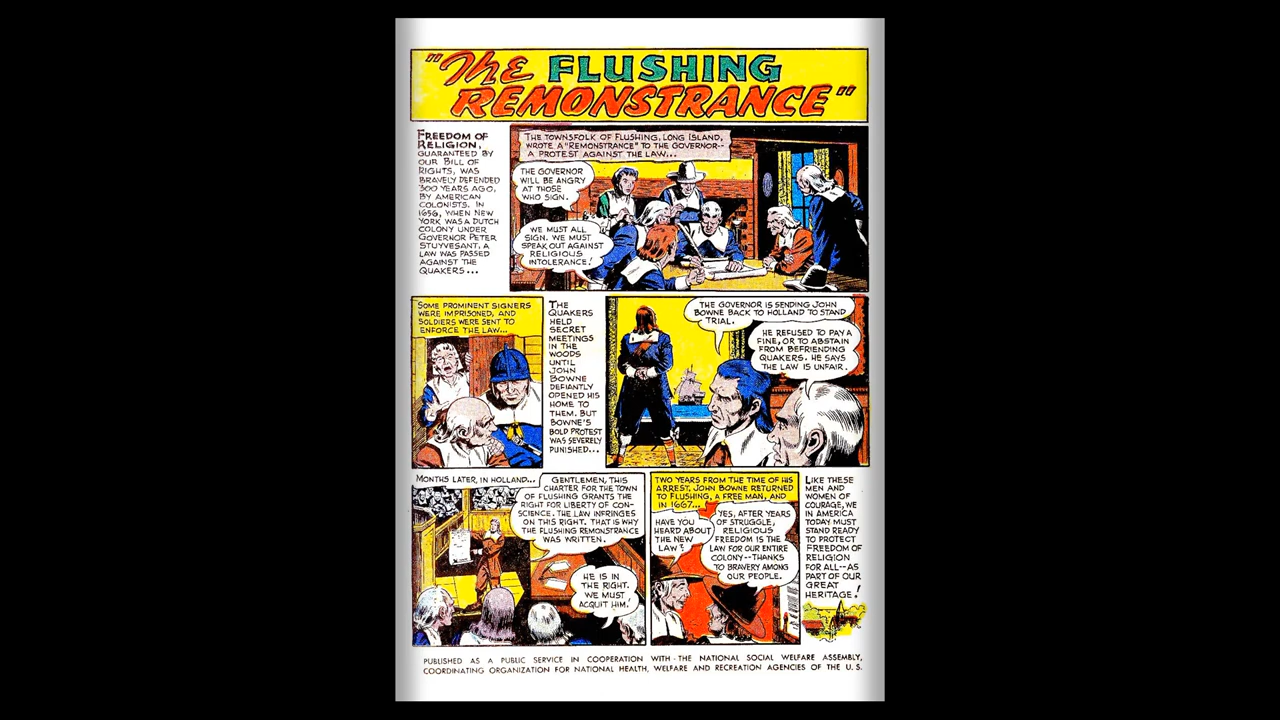 "The FLUSHING
REMONSTRANCE"
FREEDOM OF
RELIGION,
GUARANTEED BY
OUR BILL OF
RIGHTS, WAS
BRAVELY DEFENDED
300 YEARS AGO,
BY AMERICAN
COLONISTS. IN
1656, WHEN NEW
YORK WAS A DUTCH
COLONY UNDER
GOVERNOR PETER
STUYVESANT, A
LAW WAS PASSED
AGAINST THE
QUAKERS...
THE TOWNSFOLK OF FLUSHING, LONG ISLAND,
WROTE A "REMONSTRANCE" TO THE GOVERNOR--
A PROTEST AGAINST THE LAW...
THE GOVERNOR
WILL BE ANGRY
AT THOSE
WHO SIGN.
WE MUST ALL
SIGN. WE MUST
SPEAK OUT AGAINST
RELIGIOUS
INTOLERANCE!
SOME PROMINENT SIGNERS
WERE IMPRISONED, AND
SOLDIERS WERE SENT TO
ENFORCE THE LAW...
THE
QUAKERS
HELD
SECRET
MEETINGS
IN THE
WOODS
UNTIL
JOHN
BOWNE
DEFIANTLY
OPENED HIS
HOME TO
THEM. BUT
BOWNE'S
BOLD PROTEST
WAS SEVERELY
PUNISHED...
THE GOVERNOR IS SENDING JOHN
BOWNE BACK TO HOLLAND TO STAND
TRIAL.
HE REFUSED TO PAY A
FINE, OR TO ABSTAIN
FROM BEFRIENDING
QUAKERS. HE SAYS
THE LAW IS UNFAIR.
MONTHS LATER, IN HOLLAND...
GENTLEMEN, THIS
CHARTER FOR THE TOWN
OF FLUSHING GRANTS THE
RIGHT FOR LIBERTY OF CON-
SCIENCE. THE LAW INFRINGES
ON THIS RIGHT. THAT IS WHY
THE FLUSHING REMONSTRANCE
WAS WRITTEN.
HE IS IN
THE RIGHT.
WE MUST
ACQUIT HIM!
TWO YEARS FROM THE TIME OF HIS
ARREST, JOHN BOWNE RETURNED
TO FLUSHING, A FREE MAN, AND
IN 1667...
HAVE YOU
HEARD ABOUT
THE NEW
LAW?
YES, AFTER YEARS
OF STRUGGLE,
RELIGIOUS
FREEDOM IS THE
LAW FOR OUR ENTIRE
COLONY--THANKS
TO BRAVERY AMONG
OUR PEOPLE.
LIKE THESE
MEN AND
WOMEN OF
COURAGE, WE
IN AMERICA
TODAY MUST
STAND READY
TO PROTECT
FREEDOM OF
RELIGION
FOR ALL--AS
PART OF OUR
GREAT
HERITAGE!
PUBLISHED AS A PUBLIC SERVICE IN COOPERATION WITH THE NATIONAL SOCIAL WELFARE ASSEMBLY,
COORDINATING ORGANIZATION FOR NATIONAL HEALTH, WELFARE AND RECREATION AGENCIES OF THE U.S.